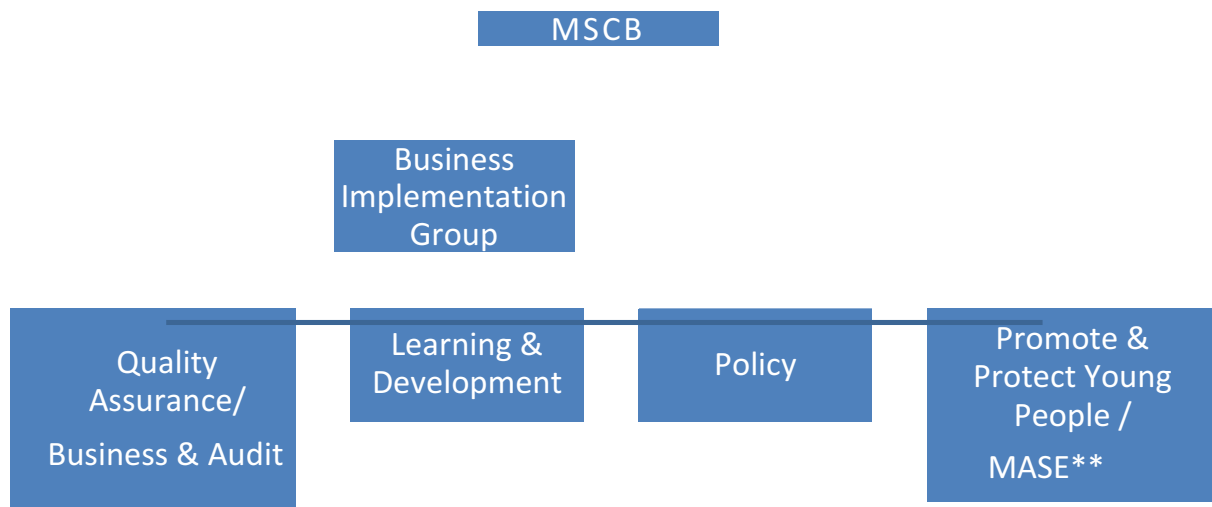 MSCB
Business
Implementation
Group
Quality
Assurance/
Business & Audit
Learning &
Development
Policy
Promote &
Protect Young
People /
MASE**